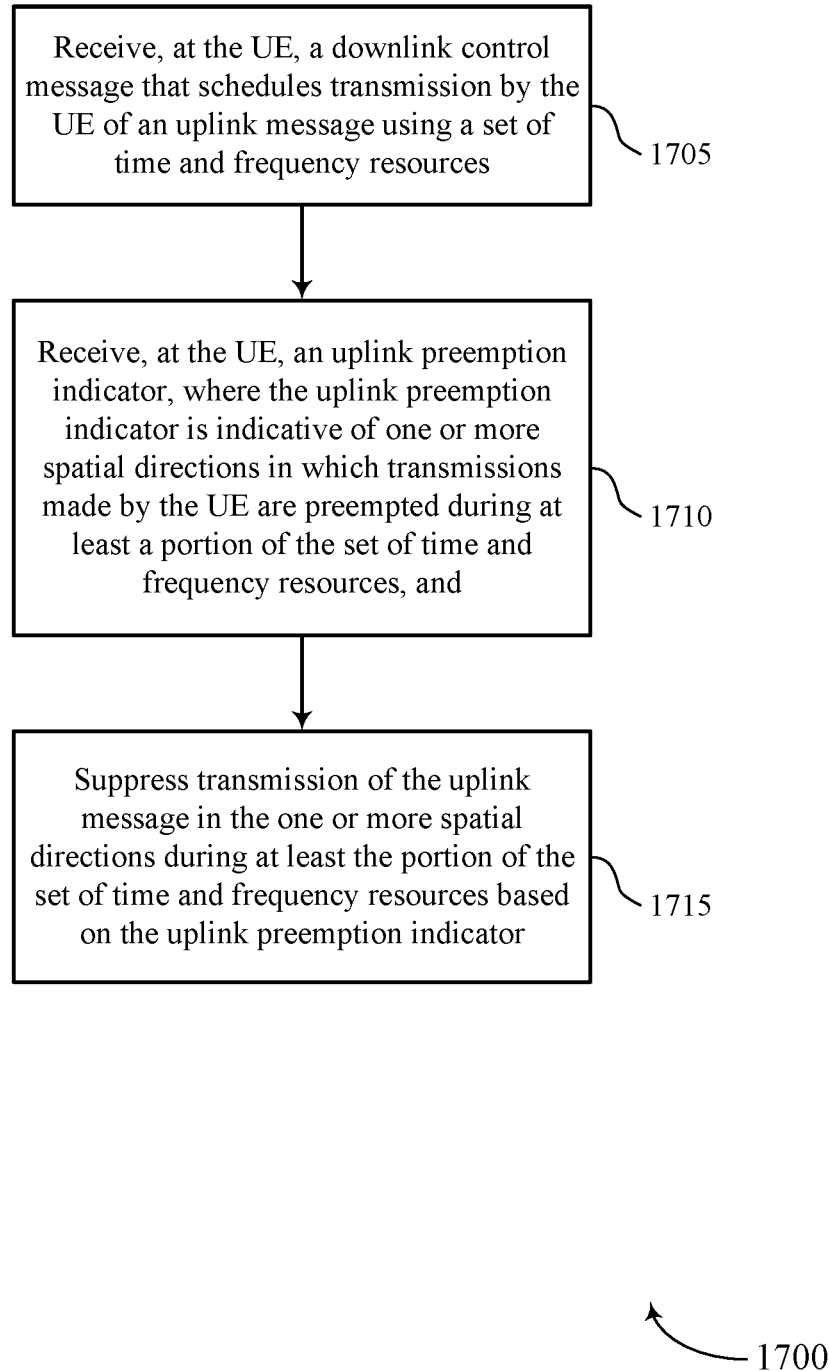 Receive, at the UE, a downlink control
message that schedules transmission by the
UE of an uplink message using a set of
time and frequency resources
1705
Receive, at the UE, an uplink preemption
indicator, where the uplink preemption
indicator is indicative of one or more
spatial directions in which transmissions
made by the UE are preempted during at
least a portion of the set of time and
frequency resources, and
1710
Suppress transmission of the uplink
message in the one or more spatial
directions during at least the portion of the
set of time and frequency resources based
on the uplink preemption indicator
1715
1700